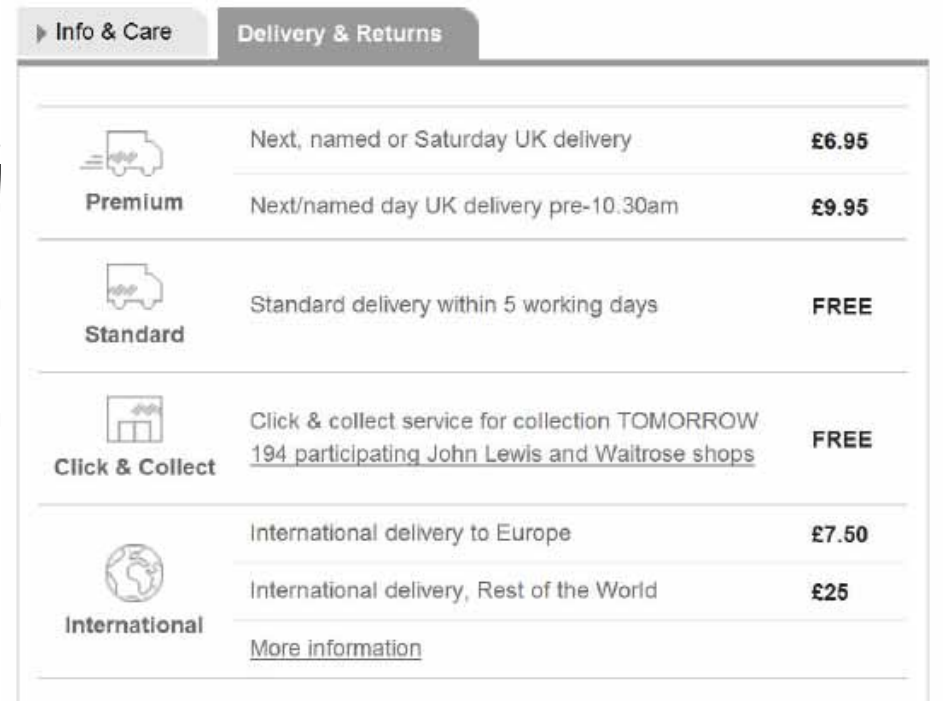 Info & Care
Delivery & Returns
Next, named or Saturday UK delivery £6.95
Premium
Next/named day UK delivery pre-10.30am £9.95
Standard delivery within 5 working days FREE
Standard
Click & collect service for collection TOMORROW
194 participating John Lewis and Waitrose shops
FREE
Click & Collect
International delivery to Europe £7.50
International delivery, Rest of the World £25
International
More information